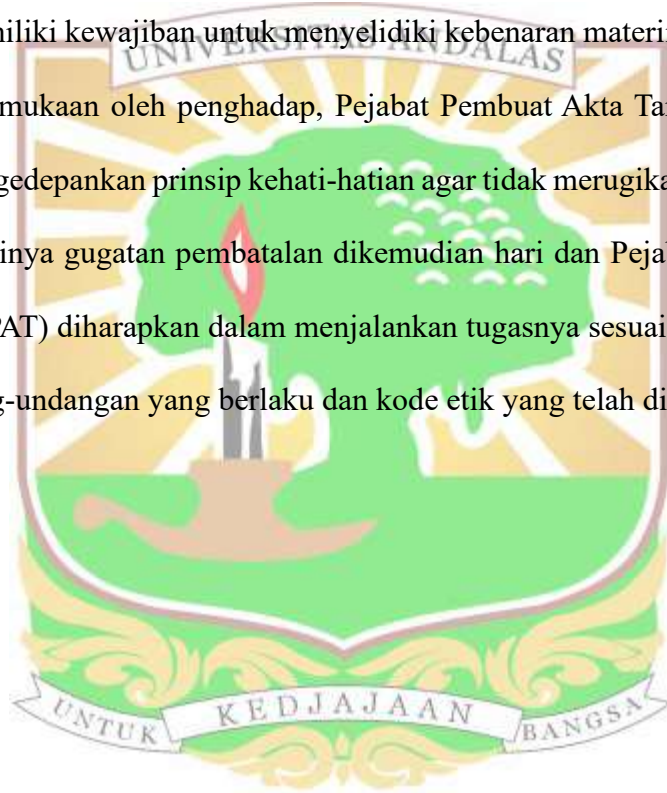 miliki kewajiban untuk menyelidiki kebenaran materi
UNIVERSITAS ANDALAS
mukaan oleh penghadap, Pejabat Pembuat Akta Ta
gedepankan prinsip kehati-hatian agar tidak merugika
inya gugatan pembatalan dikemudian hari dan Peja
PAT) diharapkan dalam menjalankan tugasnya sesuai
g-undangan yang berlaku dan kode etik yang telah di
UNTUK KEDJAJAAN BANGSA